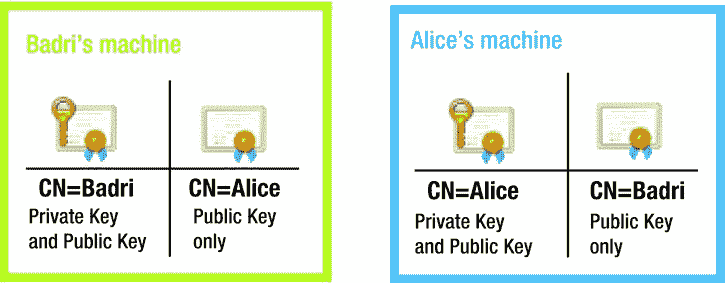 Badri's machine
CN=Badri
Private Key
and Public Key
CN=Alice
Public Key
only
Alice's machine
CN=Alice
Private Key
and Public Key
CN=Badri
Public Key
only